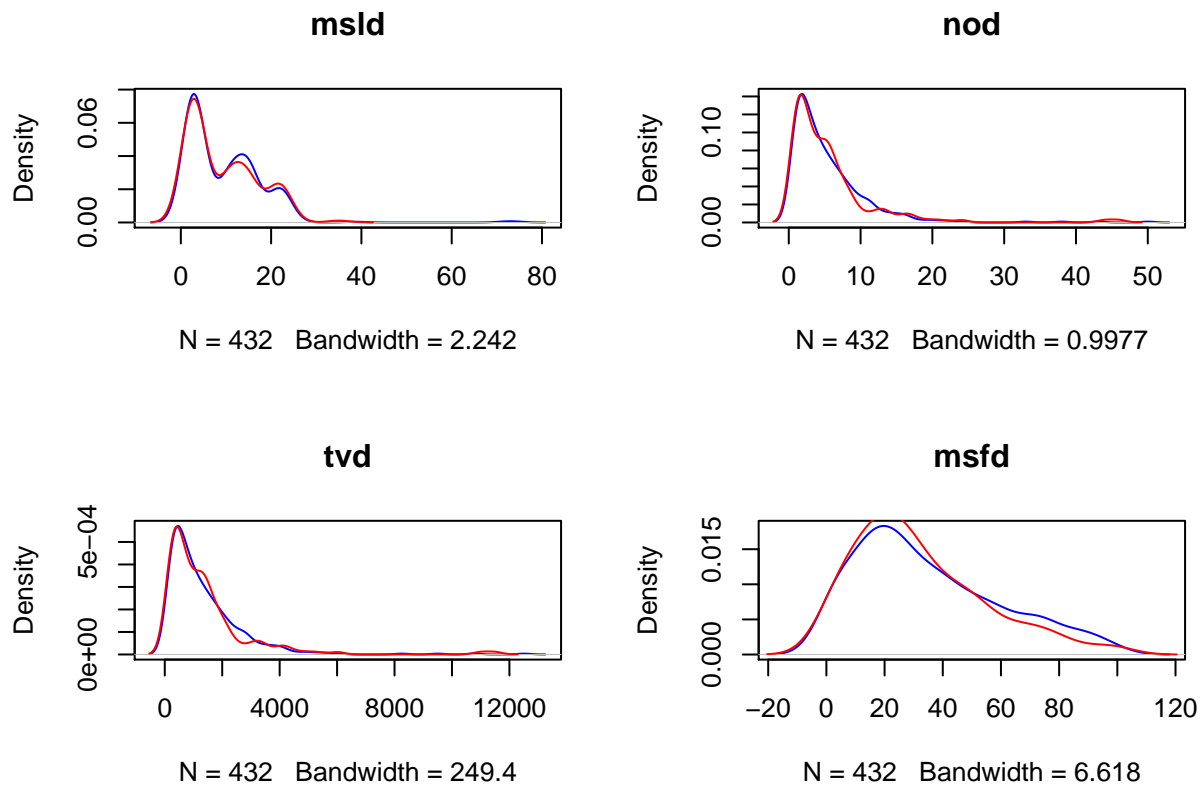 msld
Density
0.00 0.06
0 20 40 60 80
N = 432 Bandwidth = 2.242
nod
Density
0.00 0.10
0 10 20 30 40 50
N = 432 Bandwidth = 0.9977
tvd
Density
0e+00 5e−04
0 4000 8000 12000
N = 432 Bandwidth = 249.4
msfd
Density
0.000 0.015
−20 0 20 40 60 80 120
N = 432 Bandwidth = 6.618